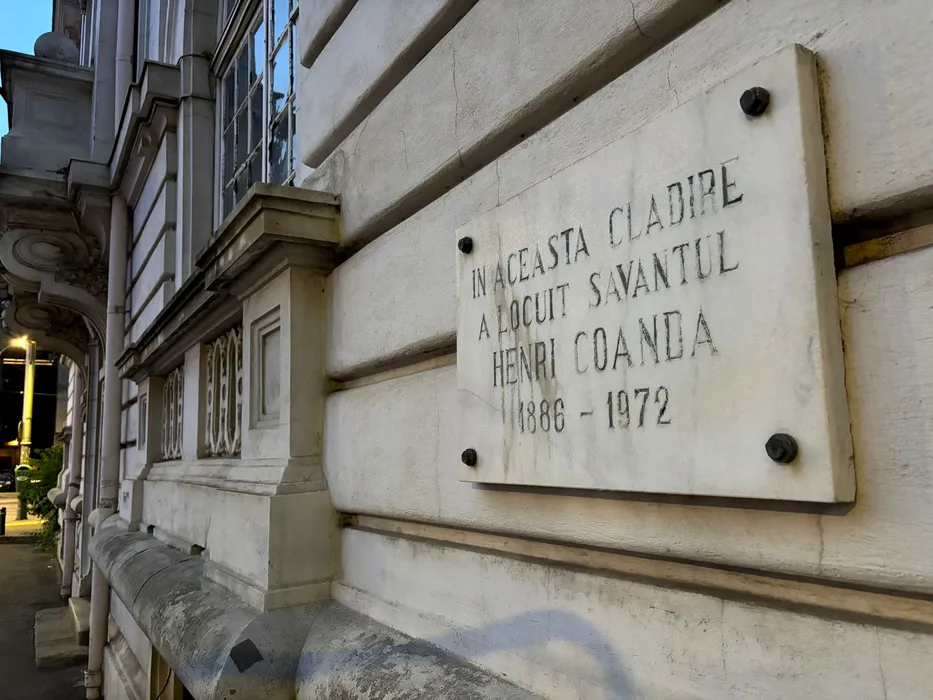 IN ACEASTA CLADIRE
A LOCUIT SAVANTUL
HENRI COANDA
1886 - 1972